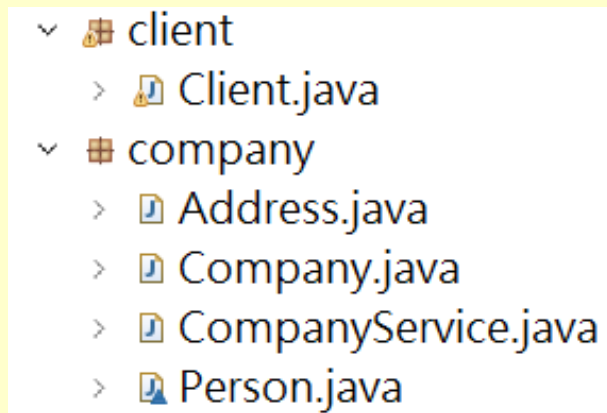 client
Client.java
company
Address.java
Company.java
CompanyService.java
Person.java